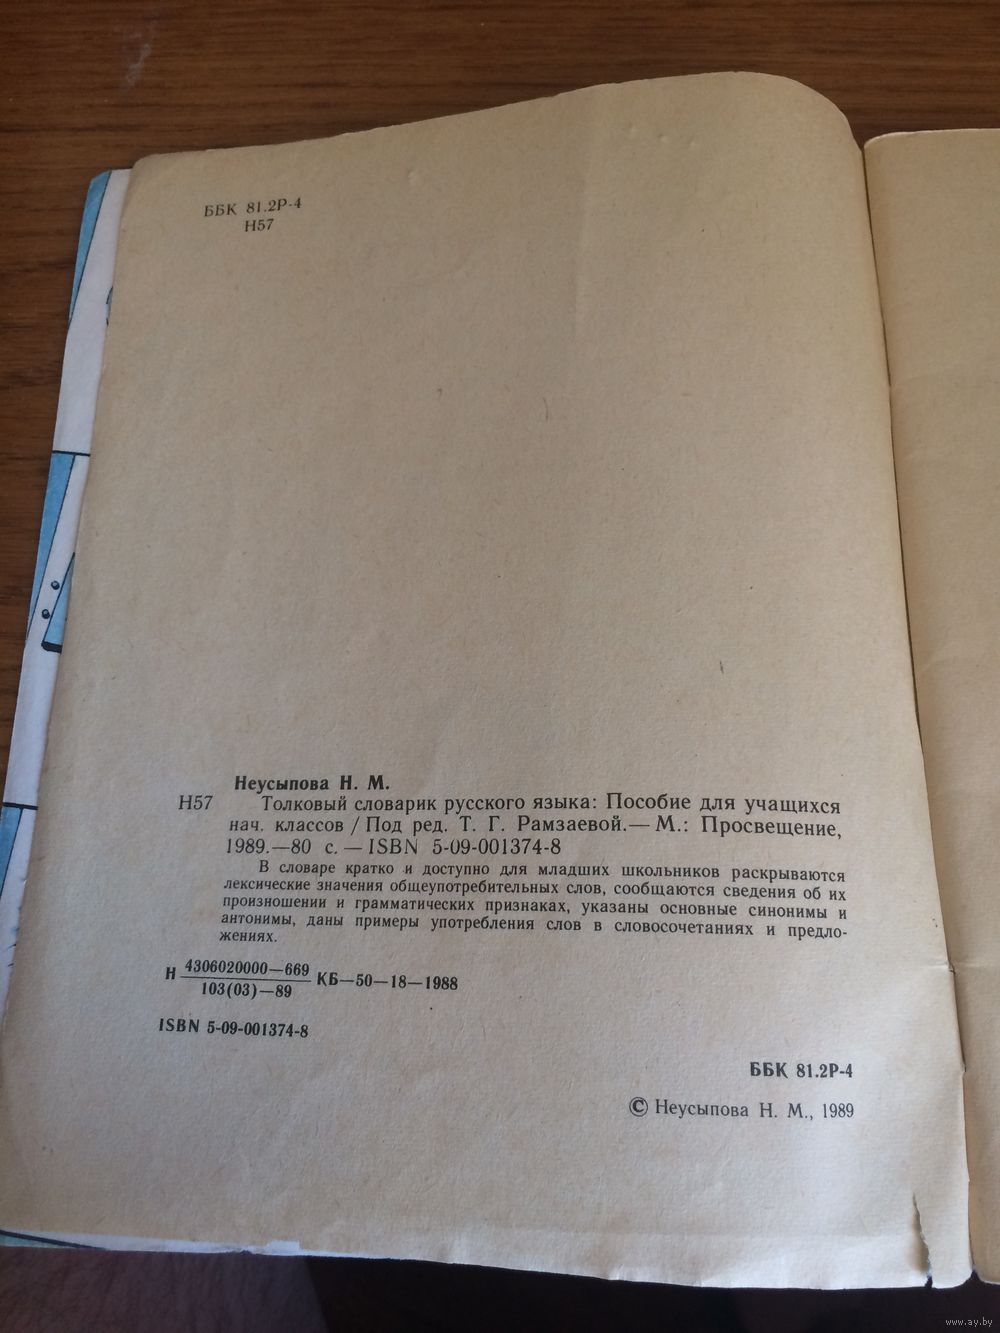 ББК 81.2Р-4
Н57
Неусыпова Н. М.
Н57 Толковый словарик русского языка: Пособие для учащихся
нач. классов / Под ред. Т. Г. Рамзаевой.— М.: Просвещение,
1989.—80 с. — ISBN 5-09-001374-8
В словаре кратко и доступно для младших школьников раскрываются
лексические значения общеупотребительных слов, сообщаются сведения об их
произношении и грамматических признаках, указаны основные синонимы и
антонимы, даны примеры употребления слов в словосочетаниях и предло-
жениях.
Н 4306020000—669 КБ—50—18—1988
103(03)—89
ISBN 5-09-001374-8
ББК 81.2Р-4
© Неусыпова Н. М., 1989
www.ay.by